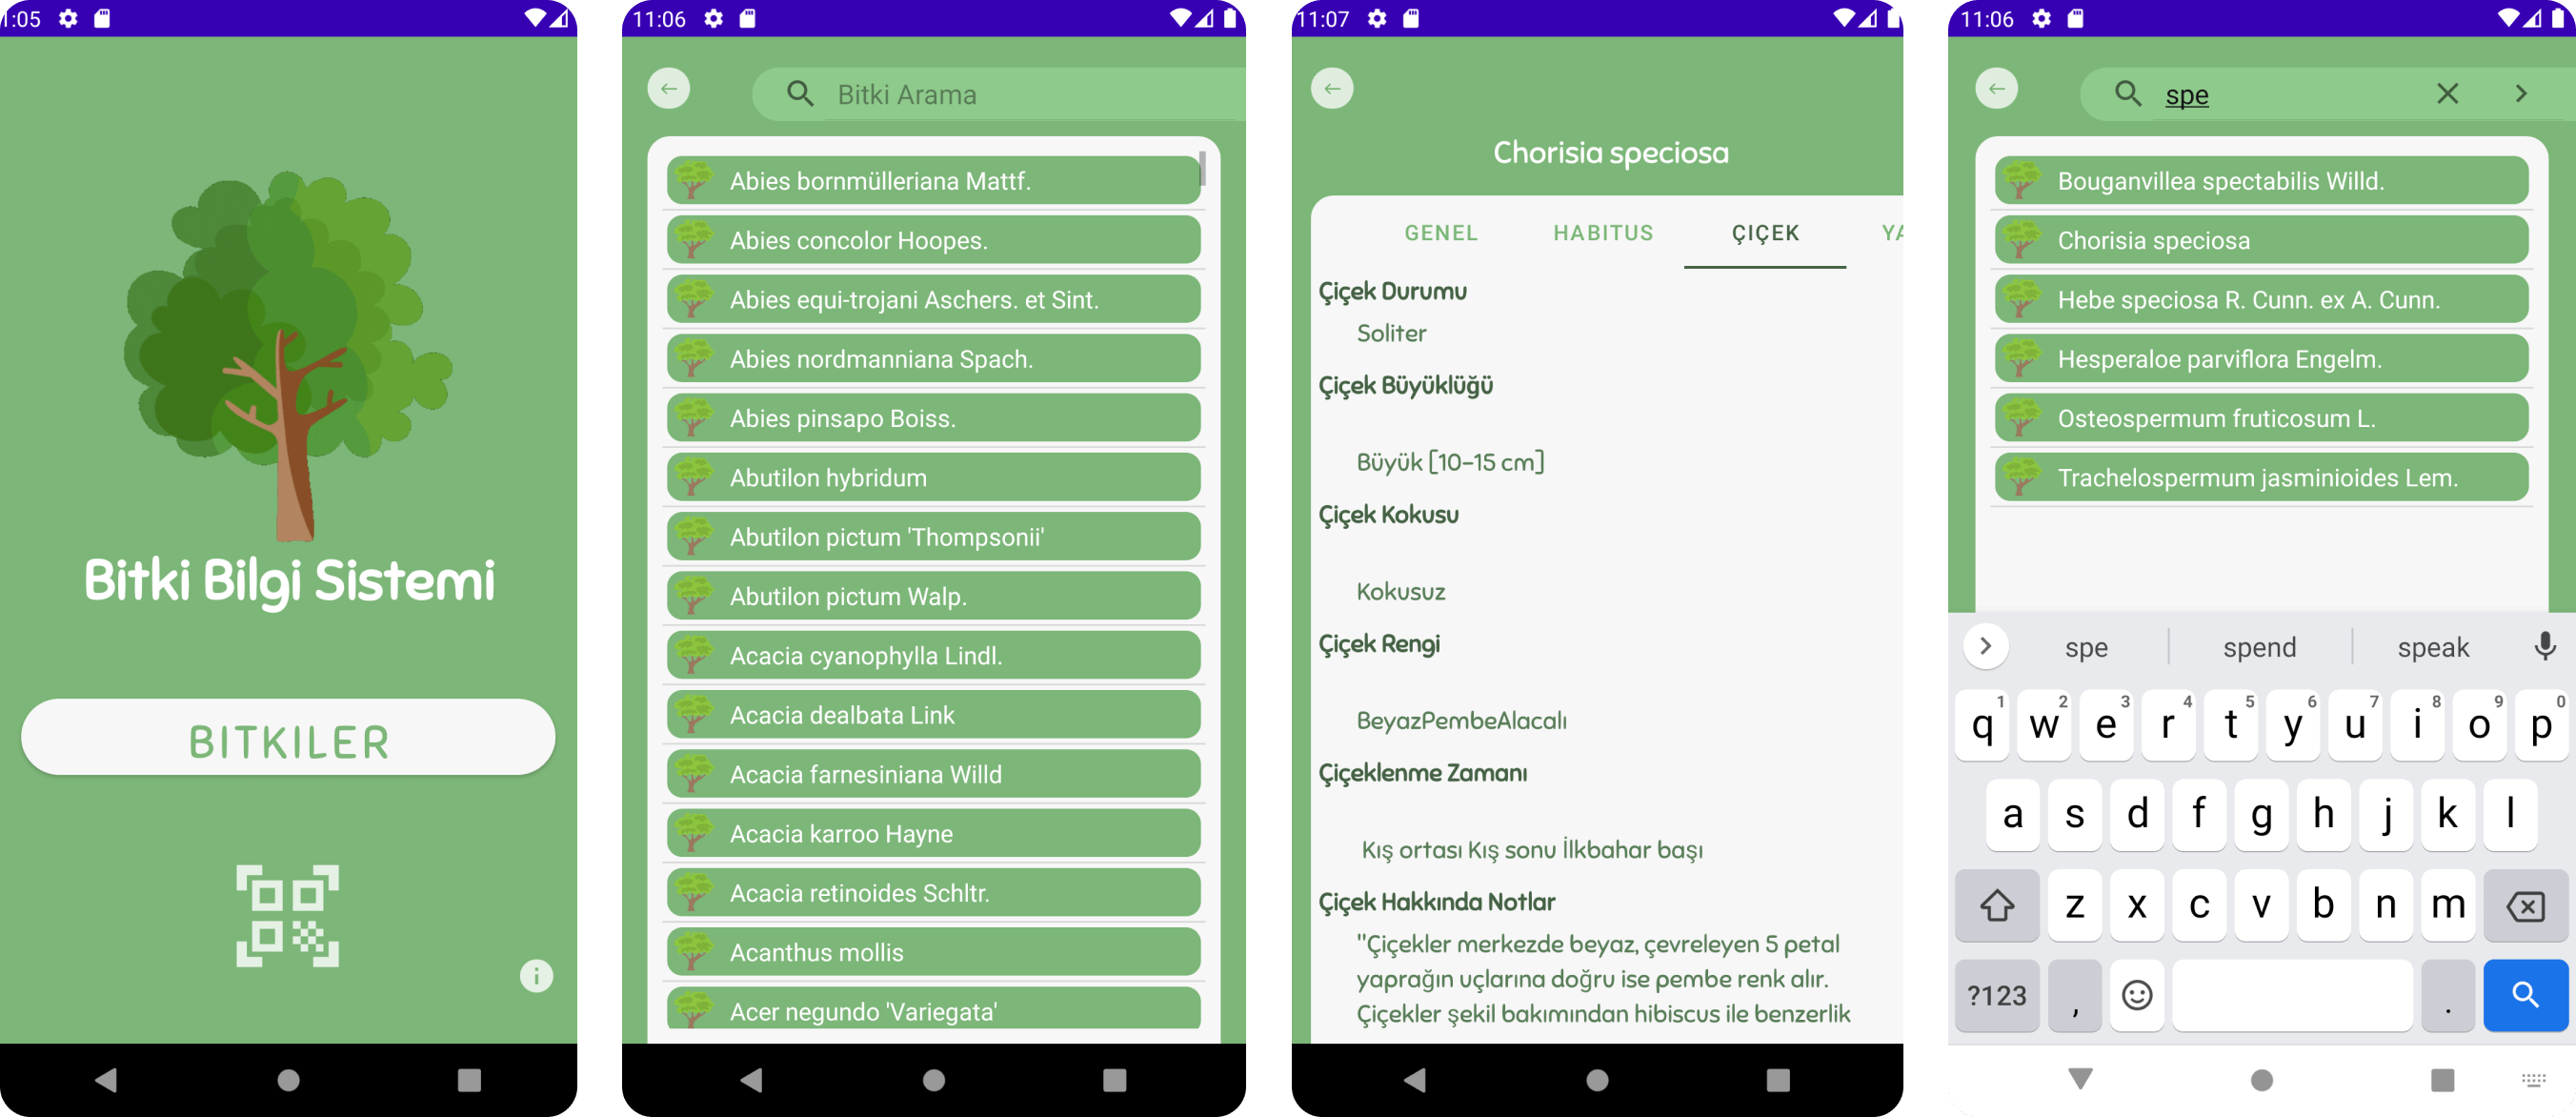 1:05
Bitki Bilgi Sistemi
BITKILER
i
11:06
Bitki Arama
Abies bornmülleriana Mattf.
Abies concolor Hoopes.
Abies equi-trojani Aschers. et Sint.
Abies nordmanniana Spach.
Abies pinsapo Boiss.
Abutilon hybridum
Abutilon pictum 'Thompsonii'
Abutilon pictum Walp.
Acacia cyanophylla Lindl.
Acacia dealbata Link
Acacia farnesiniana Willd
Acacia karroo Hayne
Acacia retinoides Schltr.
Acanthus mollis
Acer negundo 'Variegata'
11:07
Chorisia speciosa
GENEL HABITUS ÇIÇEK YA
Çiçek Durumu
Soliter
Çiçek Büyüklüğü
Büyük [10-15 cm]
Çiçek Kokusu
Kokusuz
Çiçek Rengi
BeyazPembeAlacalı
Çiçeklenme Zamanı
Kış ortası Kış sonu İlkbahar başı
Çiçek Hakkında Notlar
"Çiçekler merkezde beyaz, çevreleyen 5 petal
yaprağın uçlarına doğru ise pembe renk alır.
Çiçekler şekil bakımından hibiscus ile benzerlik
11:06
spe
Bouganvillea spectabilis Willd.
Chorisia speciosa
Hebe speciosa R. Cunn. ex A. Cunn.
Hesperaloe parviflora Engelm.
Osteospermum fruticosum L.
Trachelospermum jasminioides Lem.
spe spend speak
q1 w2 e3 r4 t5 y6 u7 i8 o9 p0
a s d f g h j k l
z x c v b n m
?123 , .